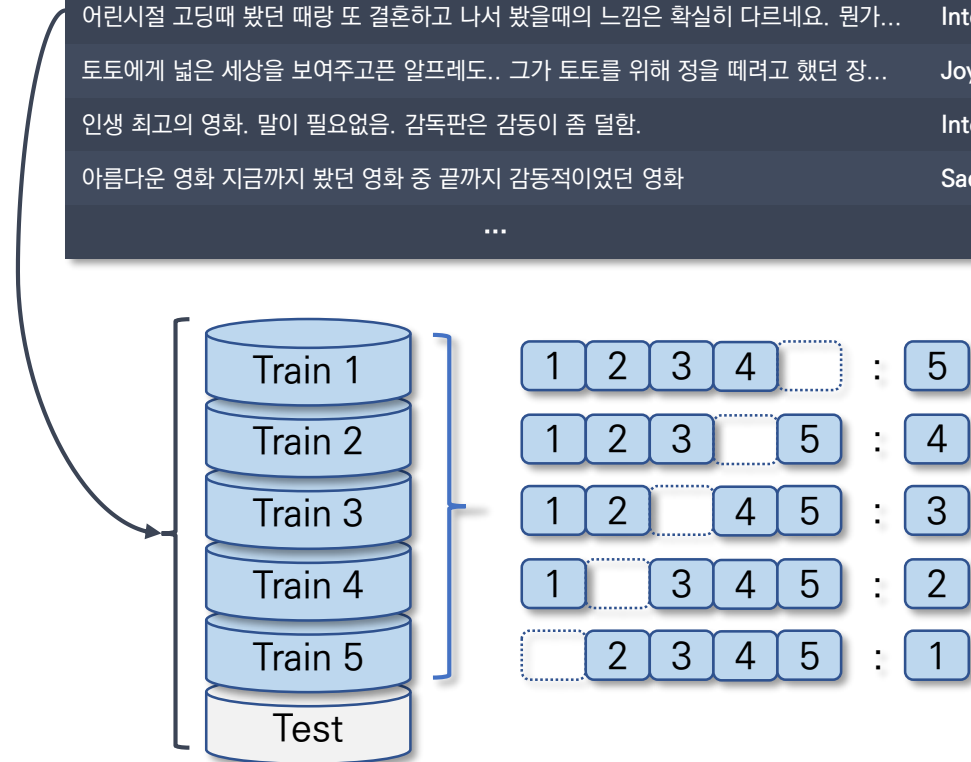 어린시절 고딩때 봤던 때랑 또 결혼하고 나서 봤을때의 느낌은 확실히 다르네요. 뭔가...
토토에게 넓은 세상을 보여주고픈 알프레도.. 그가 토토를 위해 정을 떼려고 했던 장...
인생 최고의 영화. 말이 필요없음. 감독판은 감동이 좀 덜함.
아름다운 영화 지금까지 봤던 영화 중 끝까지 감동적이었던 영화
...
Train 1
Train 2
Train 3
Train 4
Train 5
Test
1 2 3 4 : 5
1 2 3 5 : 4
1 2 4 5 : 3
1 3 4 5 : 2
2 3 4 5 : 1